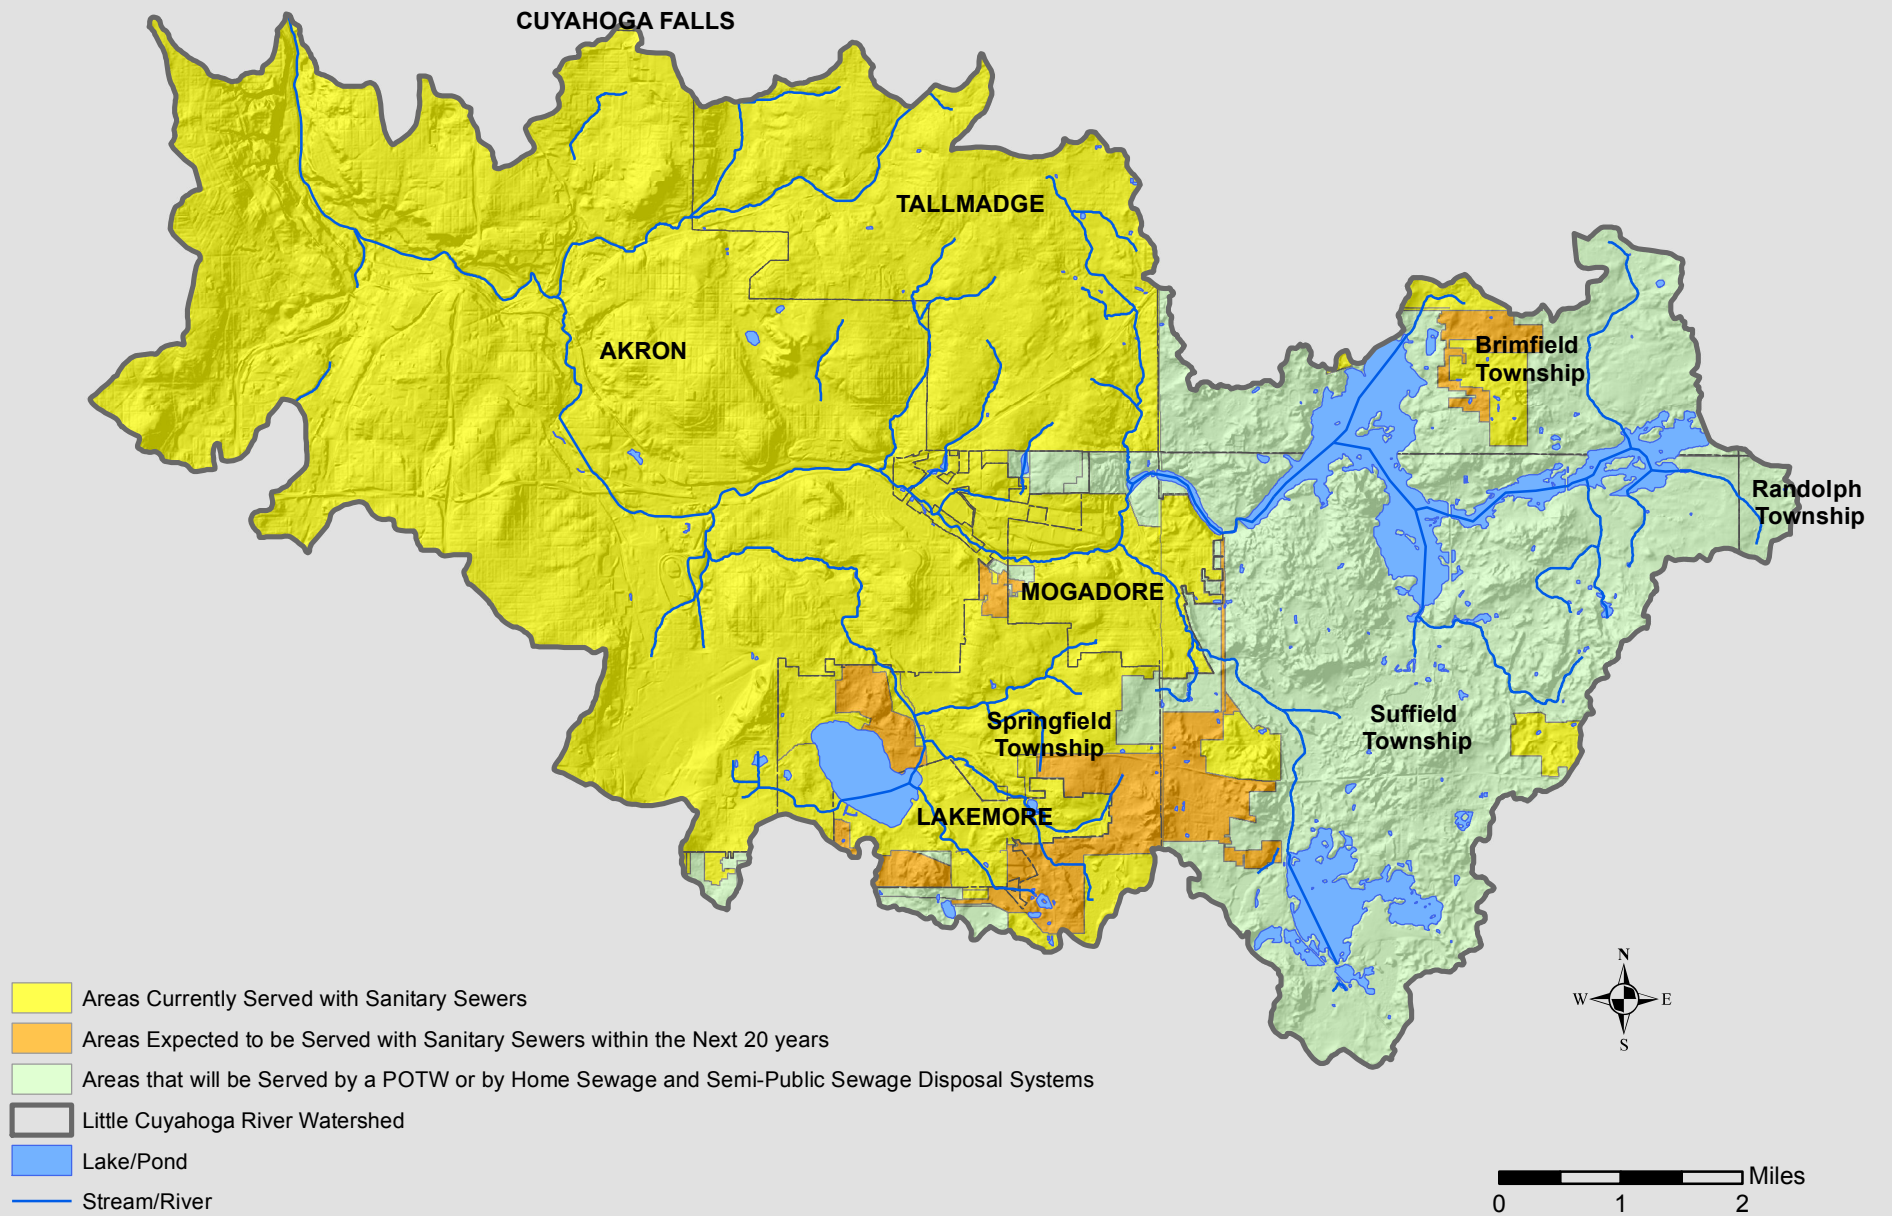 CUYAHOGA FALLS
TALLMADGE
AKRON
Brimfield
Township
Randolph
Township
MOGADORE
Springfield
Township
Suffield
Township
LAKEMORE
N
W E
S
Areas Currently Served with Sanitary Sewers
Areas Expected to be Served with Sanitary Sewers within the Next 20 years
Areas that will be Served by a POTW or by Home Sewage and Semi-Public Sewage Disposal Systems
Little Cuyahoga River Watershed
Lake/Pond
Stream/River
Miles
0 1 2